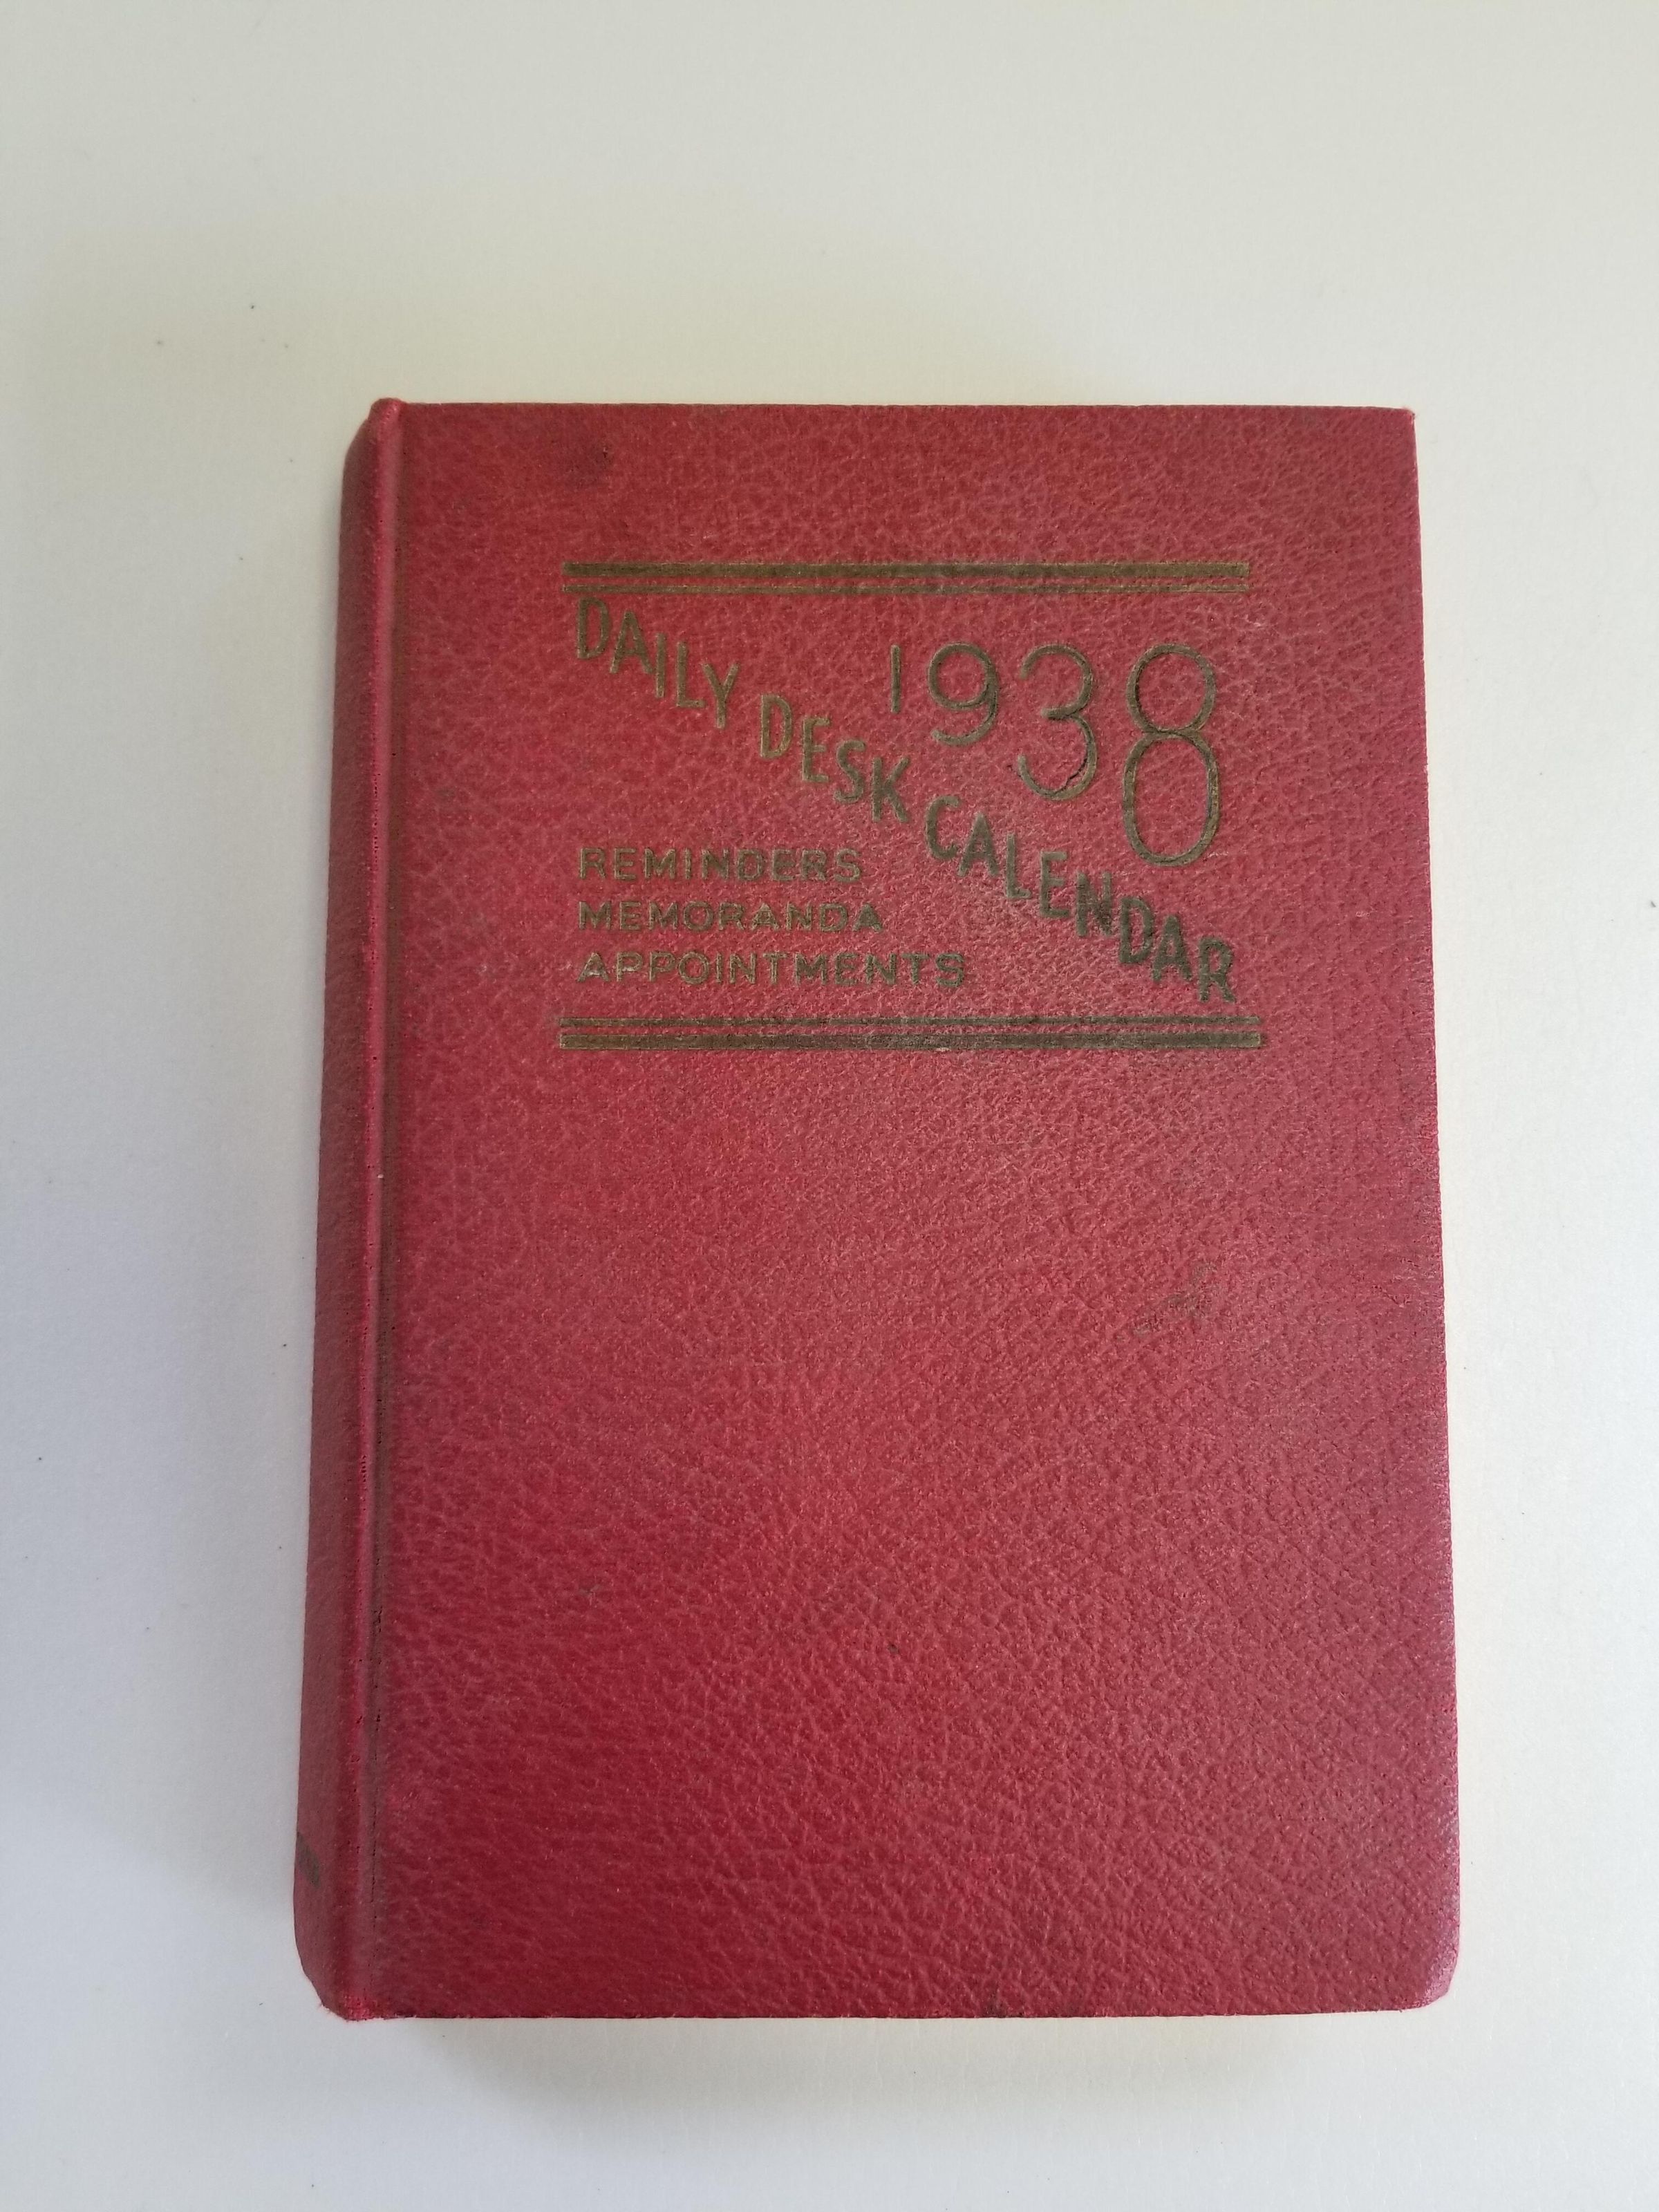 DAILY DESK CALENDAR
1938
REMINDERS
MEMORANDA
APPOINTMENTS